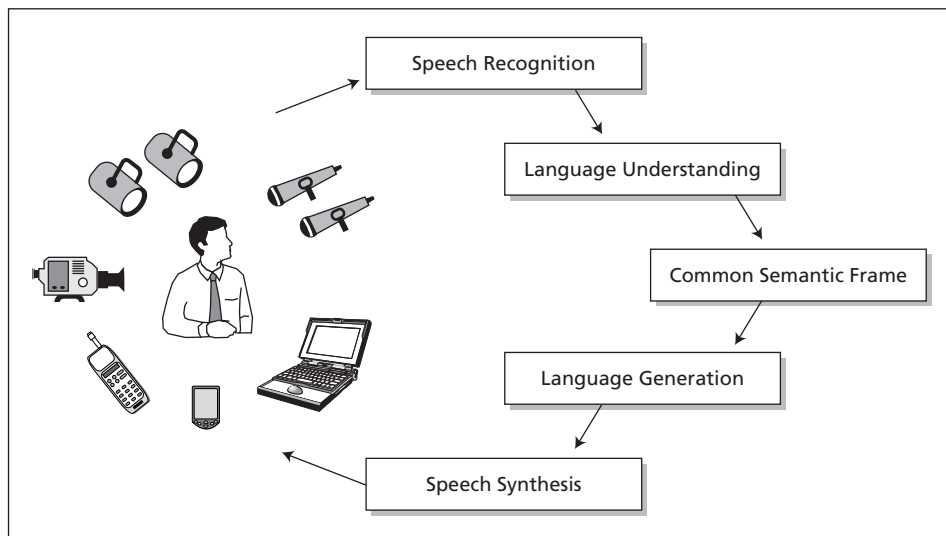 Speech Recognition
Language Understanding
Common Semantic Frame
Language Generation
Speech Synthesis